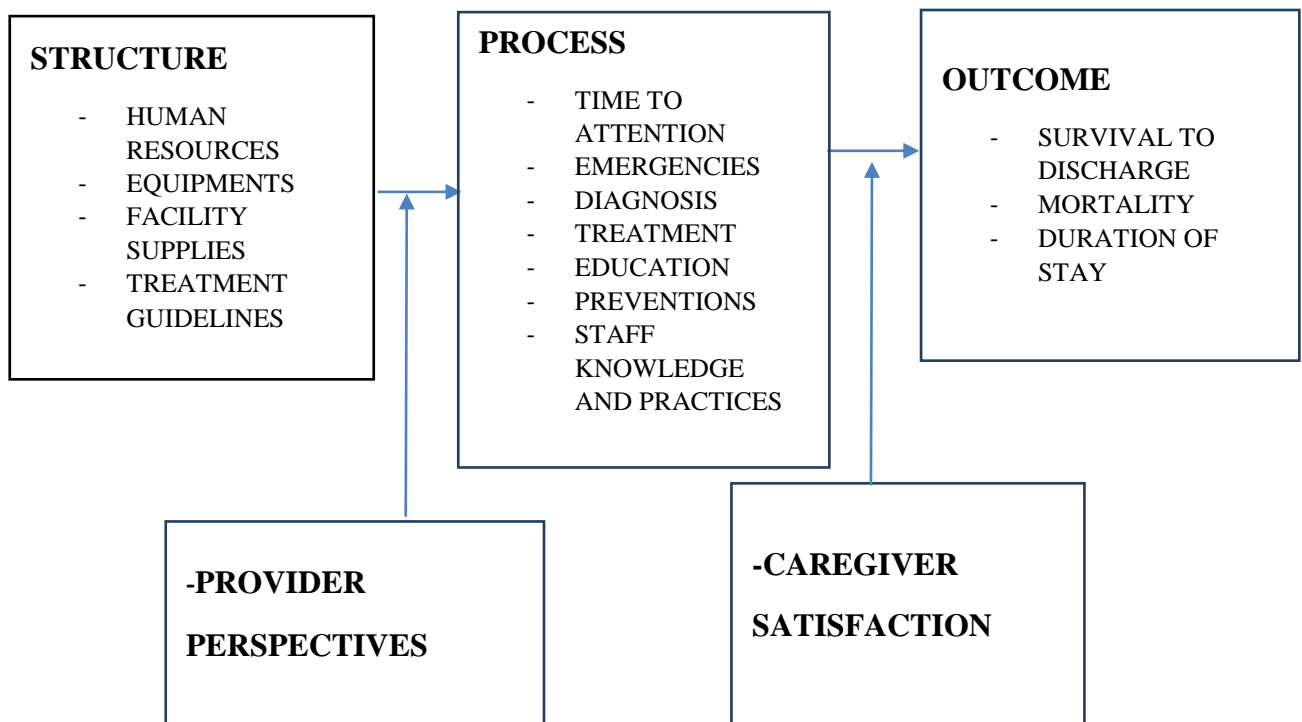 STRUCTURE
- HUMAN
RESOURCES
- EQUIPMENTS
- FACILITY
SUPPLIES
- TREATMENT
GUIDELINES
PROCESS
- TIME TO
ATTENTION
- EMERGENCIES
- DIAGNOSIS
- TREATMENT
- EDUCATION
- PREVENTIONS
- STAFF
KNOWLEDGE
AND PRACTICES
OUTCOME
- SURVIVAL TO
DISCHARGE
- MORTALITY
- DURATION OF
STAY
-PROVIDER
PERSPECTIVES
-CAREGIVER
SATISFACTION